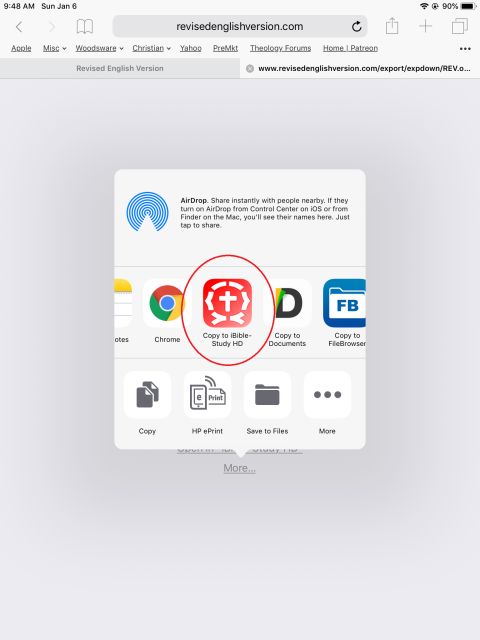 9:48 AM Sun Jan 6 90%
revisedenglishversion.com
Apple Misc Woodsware Christian Yahoo PreMkt Theology Forums Home | Patreon
Revised English Version www.revisedenglishversion.com/export/expdown/REV.o...
AirDrop. Share instantly with people nearby. If they
turn on AirDrop from Control Center on iOS or from
Finder on the Mac, you'll see their names here. Just
tap to share.
D FB
otes Chrome Copy to iBible-
Study HD Copy to
Documents Copy to
FileBrowser
e Print
Copy HP ePrint Save to Files More
More...